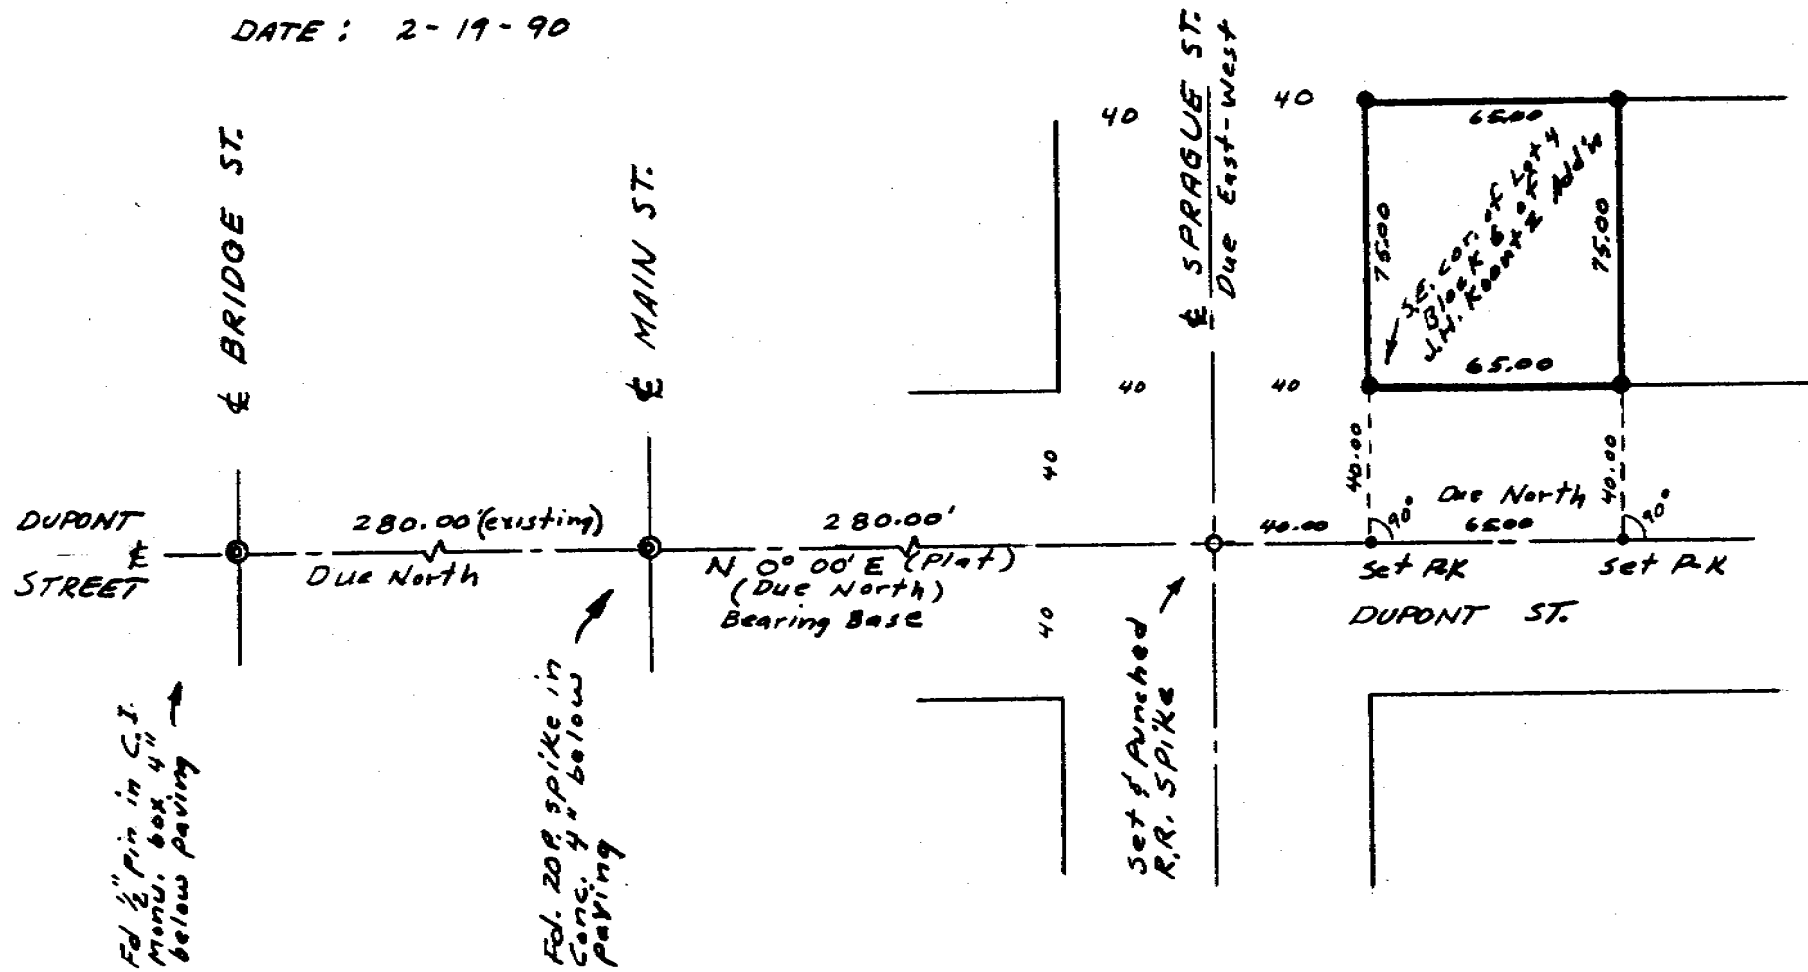 DATE : 2-19-90
℄ BRIDGE ST.
℄ MAIN ST.
℄ SPRAGUE ST.
Due East-West
40
40
65.00
75.00
75.00
S.E. cor. of Lot 4
Block 6 of
J.H. Koontz Add'n
65.00
40
40
40
40
40.00
40.00
DUPONT
℄
STREET
280.00' (existing)
Due North
280.00'
N 0° 00' E (Plat)
(Due North)
Bearing Base
40.00
90°
Due North
65.00
90°
Set P.K
Set P.K
DUPONT ST.
Fd ½" Pin in C.I.
Monu. box 4"
below paving
Fd. 20P. spike in
Conc. 4" below
paving
Set & Punched
R.R. SPIKE